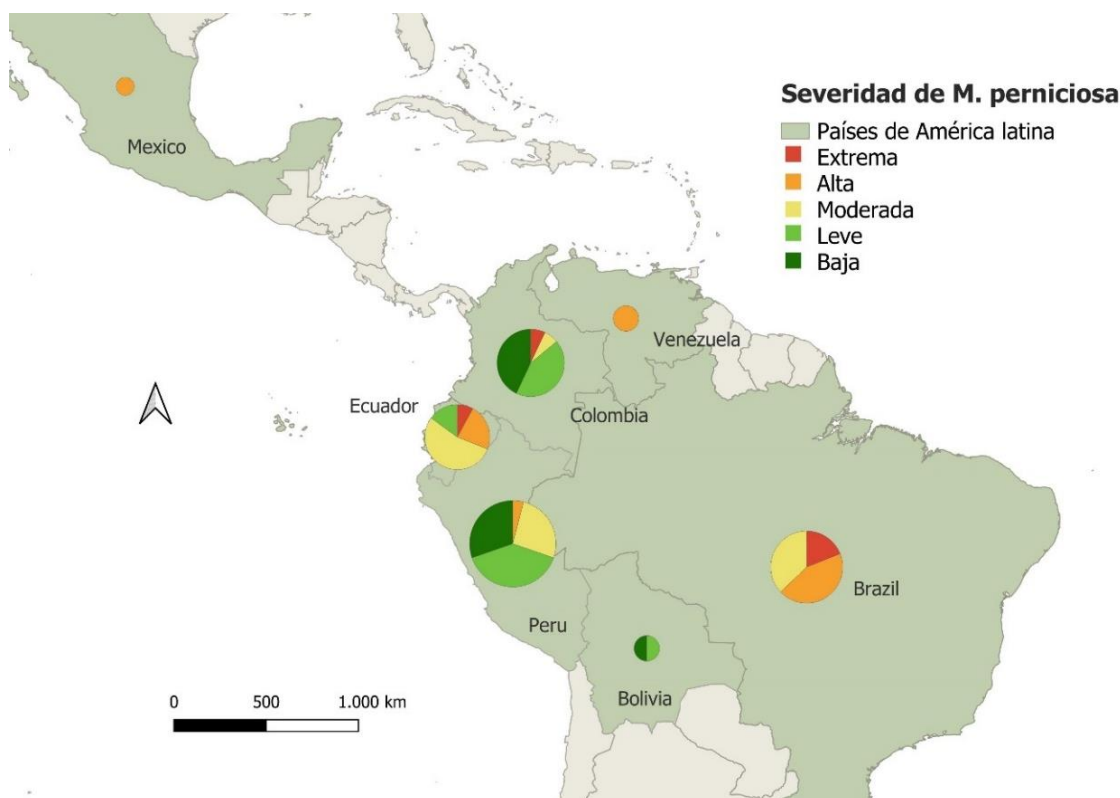 Severidad de M. perniciosa
Países de América latina
Extrema
Alta
Moderada
Leve
Baja
Mexico
Venezuela
Colombia
Ecuador
Brazil
Peru
Bolivia
0 500 1.000 km